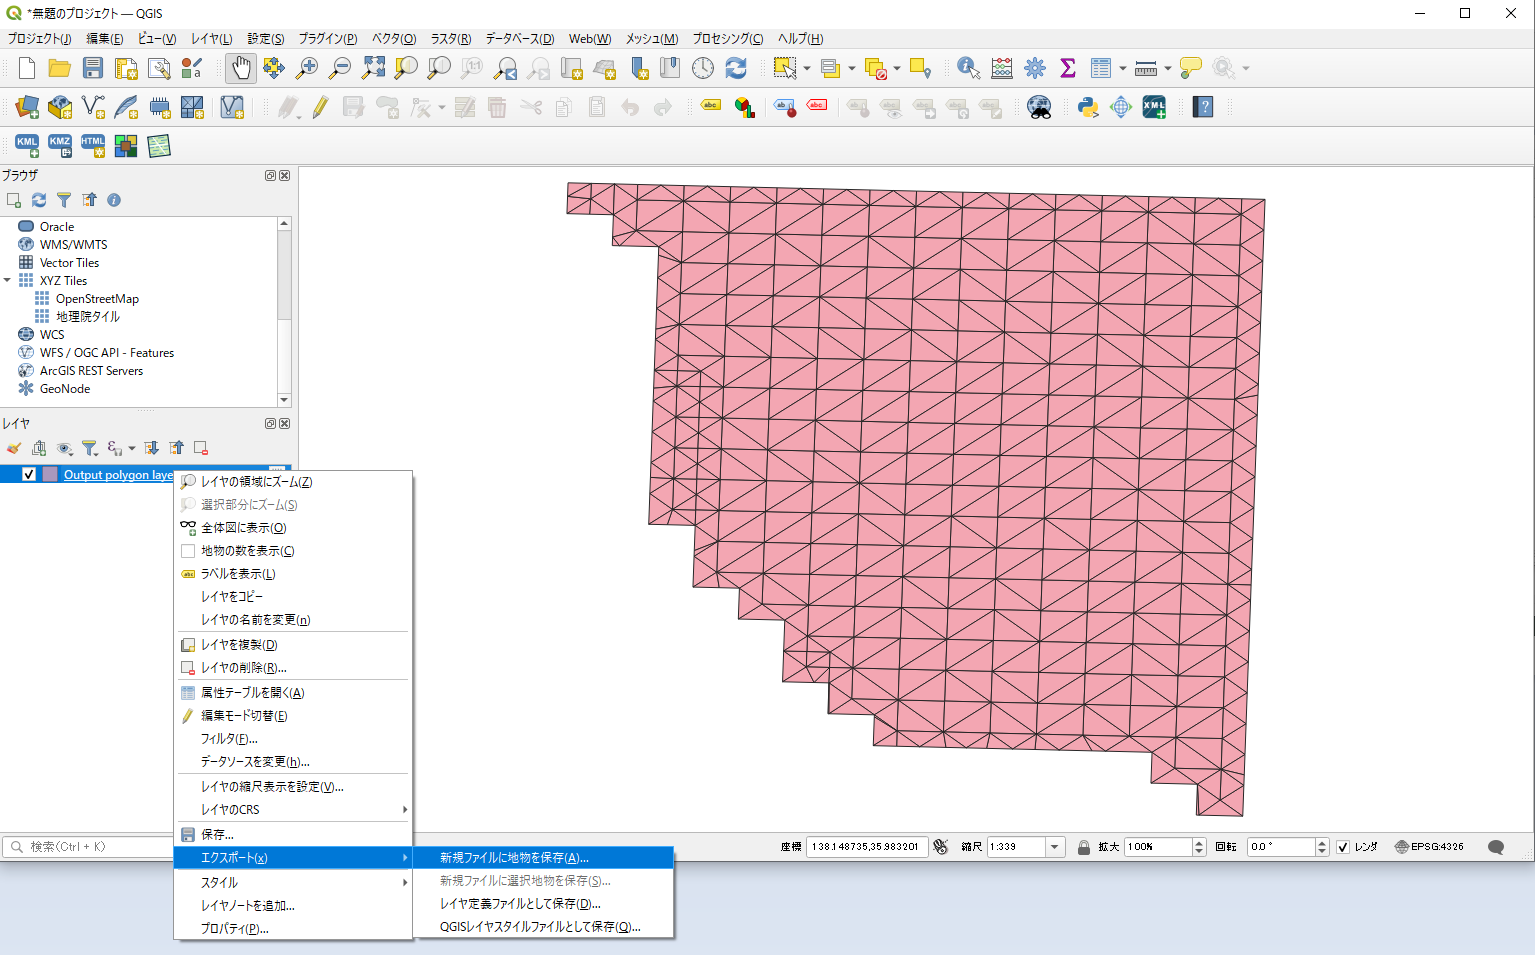 *無題のプロジェクト — QGIS
プロジェクト(J) 編集(E) ビュー(V) レイヤ(L) 設定(S) プラグイン(P) ベクタ(O) ラスタ(R) データベース(D) Web(W) メッシュ(M) プロセシング(C) ヘルプ(H)
KML KMZ HTML
ブラウザ
Oracle
WMS/WMTS
Vector Tiles
XYZ Tiles
OpenStreetMap
地理院タイル
WCS
WFS / OGC API - Features
ArcGIS REST Servers
GeoNode
レイヤ
Output polygon laye
レイヤの領域にズーム(Z)
選択部分にズーム(S)
全体図に表示(O)
地物の数を表示(C)
ラベルを表示(L)
レイヤをコピー
レイヤの名前を変更(n)
レイヤを複製(D)
レイヤの削除(R)...
属性テーブルを開く(A)
編集モード切替(E)
フィルタ(F)...
データソースを変更(h)...
レイヤの縮尺表示を設定(V)...
レイヤのCRS
保存...
エクスポート(x)
スタイル
レイヤノートを追加...
プロパティ(P)...
新規ファイルに地物を保存(A)...
新規ファイルに選択地物を保存(S)...
レイヤ定義ファイルとして保存(D)...
QGISレイヤスタイルファイルとして保存(Q)...
検索(Ctrl + K)
座標 138.148735,35.983201 縮尺 1:339 拡大 100% 回転 0.0 ° レンダ EPSG:4326